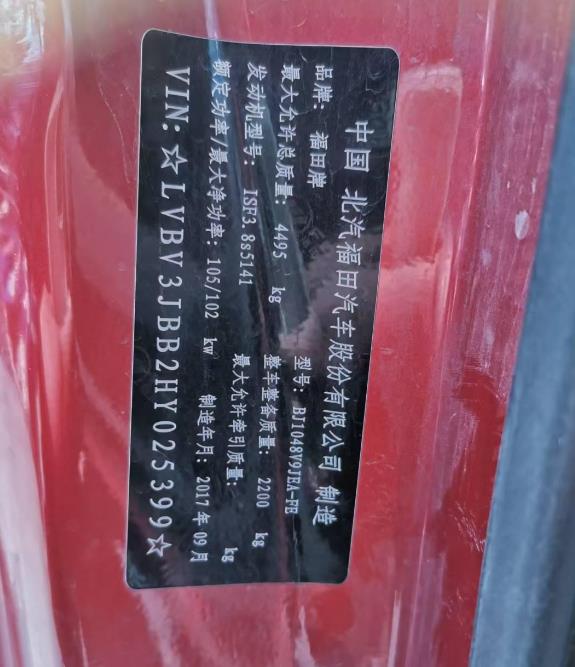 中国 北汽福田汽车股份有限公司 制造
品牌: 福田牌 型号: BJ1048V9JEA-FE
最大允许总质量: 4495 kg 整车整备质量: 2200 kg
发动机型号: ISF3.8s5141 最大允许牵引质量: kg
额定功率/最大净功率: 105/102 kw 制造年月: 2017年09月
VIN: ☆LVBV3JBB2HY025399☆